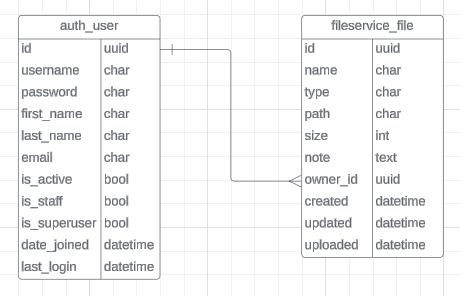 auth_user
id uuid
username char
password char
first_name char
last_name char
email char
is_active bool
is_staff bool
is_superuser bool
date_joined datetime
last_login datetime
fileservice_file
id uuid
name char
type char
path char
size int
note text
owner_id uuid
created datetime
updated datetime
uploaded datetime